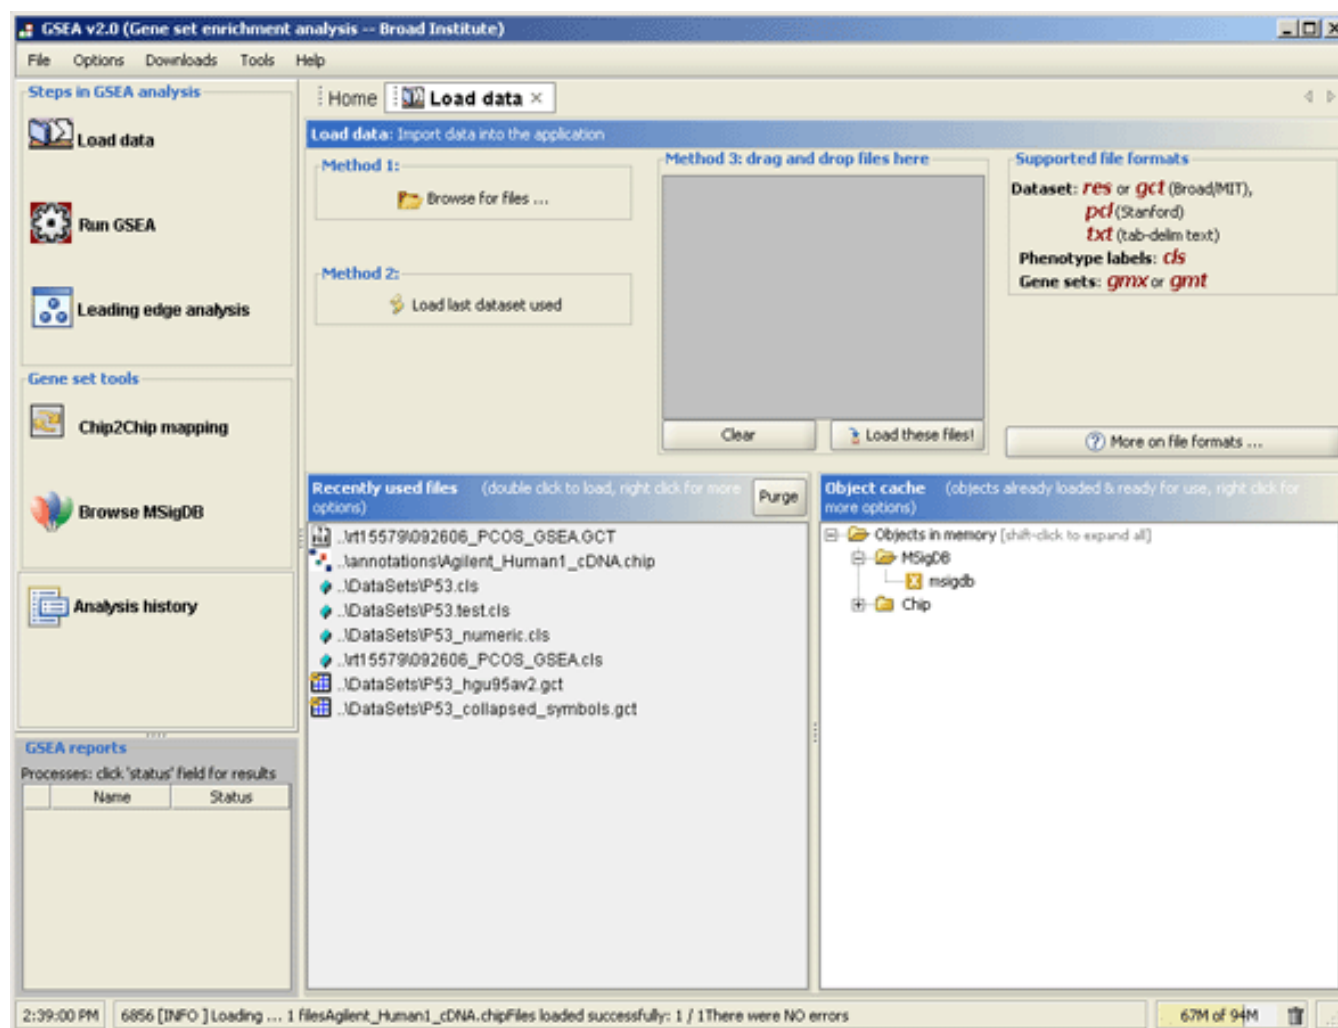 GSEA v2.0 (Gene set enrichment analysis -- Broad Institute)
File Options Downloads Tools Help
Steps in GSEA analysis
Load data
Run GSEA
Leading edge analysis
Gene set tools
Chip2Chip mapping
Browse MSigDB
Analysis history
GSEA reports
Processes: click 'status' field for results
Name Status
Home Load data
Load data: Import data into the application
Method 1:
Browse for files ...
Method 2:
Load last dataset used
Method 3: drag and drop files here
Clear Load these files!
Supported file formats
Dataset: res or gct (Broad/MIT),
pcl (Stanford)
txt (tab-delim text)
Phenotype labels: cls
Gene sets: gmx or gmt
More on file formats ...
Recently used files (double click to load, right click for more
options)
Purge
..\rt15579\092606_PCOS_GSEA.GCT
..\annotations\Agilent_Human1_cDNA.chip
..\DataSets\P53.cls
..\DataSets\P53.test.cls
..\DataSets\P53_numeric.cls
..\rt15579\092606_PCOS_GSEA.cls
..\DataSets\P53_hgu95av2.gct
..\DataSets\P53_collapsed_symbols.gct
Object cache (objects already loaded & ready for use, right click for
more options)
Objects in memory [shift-click to expand all]
MSigDB
msigdb
Chip
2:39:00 PM 6856 [INFO ] Loading ... 1 filesAgilent_Human1_cDNA.chipFiles loaded successfully: 1 / 1There were NO errors 67M of 94M